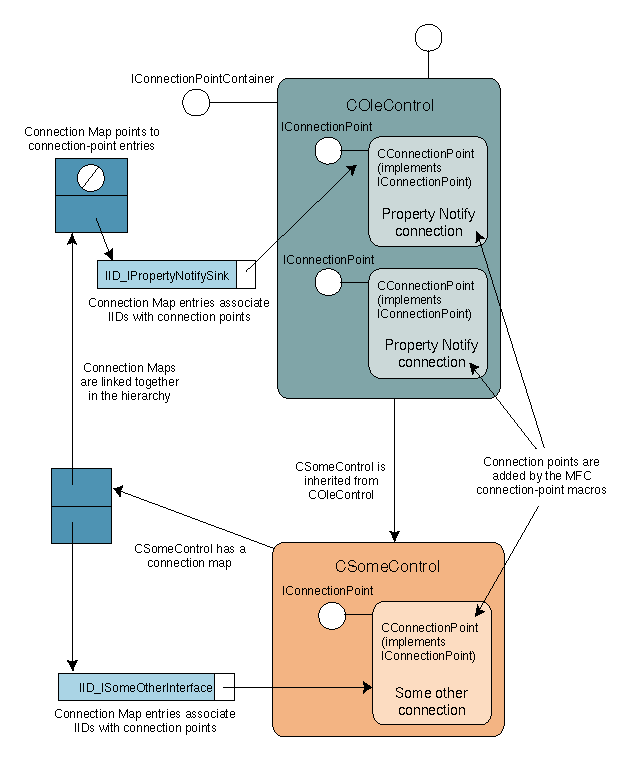 IConnectionPointContainer
COleControl
IConnectionPoint
CConnectionPoint
(implements
IConnectionPoint)
Property Notify
connection
Connection Map points to
connection-point entries
IID_IPropertyNotifySink
Connection Map entries associate
IIDs with connection points
IConnectionPoint
CConnectionPoint
(implements
IConnectionPoint)
Property Notify
connection
Connection Maps
are linked together
in the hierarchy
CSomeControl is
inherited from
COleControl
Connection points are
added by the MFC
connection-point macros
CSomeControl has a
connection map
CSomeControl
IConnectionPoint
CConnectionPoint
(implements
IConnectionPoint)
Some other
connection
IID_ISomeOtherInterface
Connection Map entries associate
IIDs with connection points